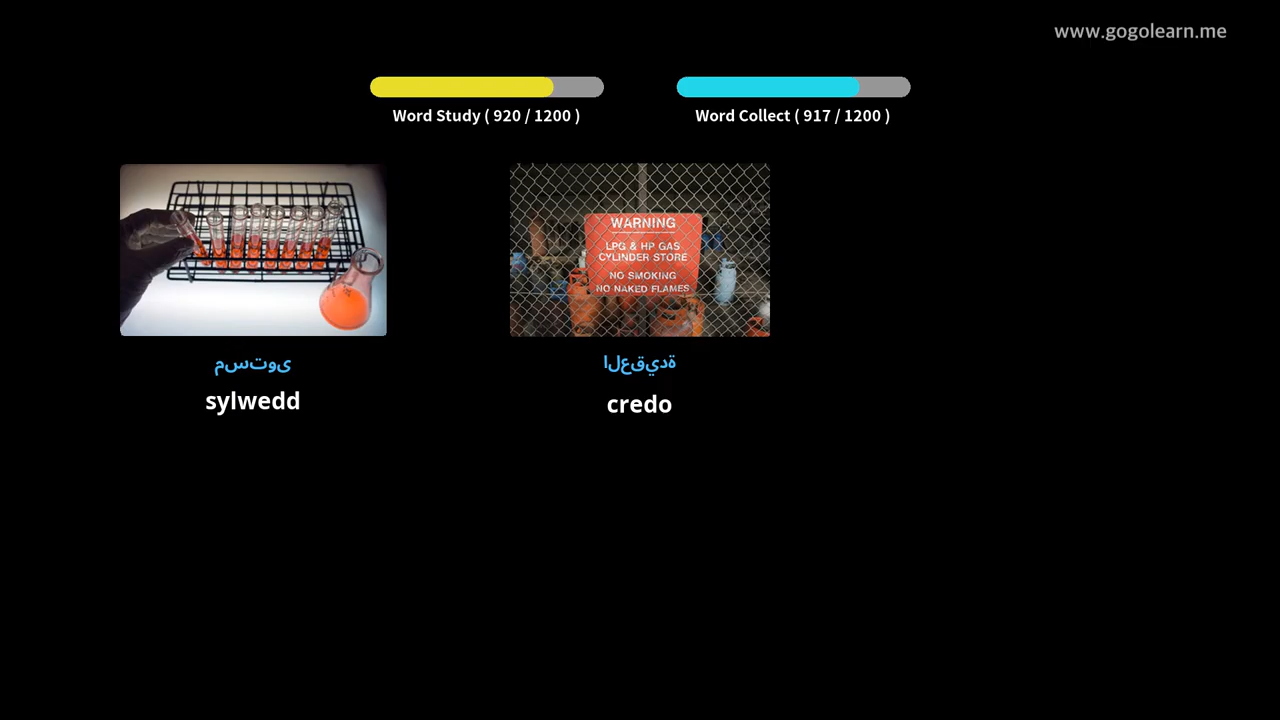 www.gogolearn.me
Word Study ( 920 / 1200 )
Word Collect ( 917 / 1200 )
مستوى
sylwedd
WARNING
LPG & HP GAS
CYLINDER STORE
NO SMOKING
NO NAKED FLAMES
العقيدة
credo